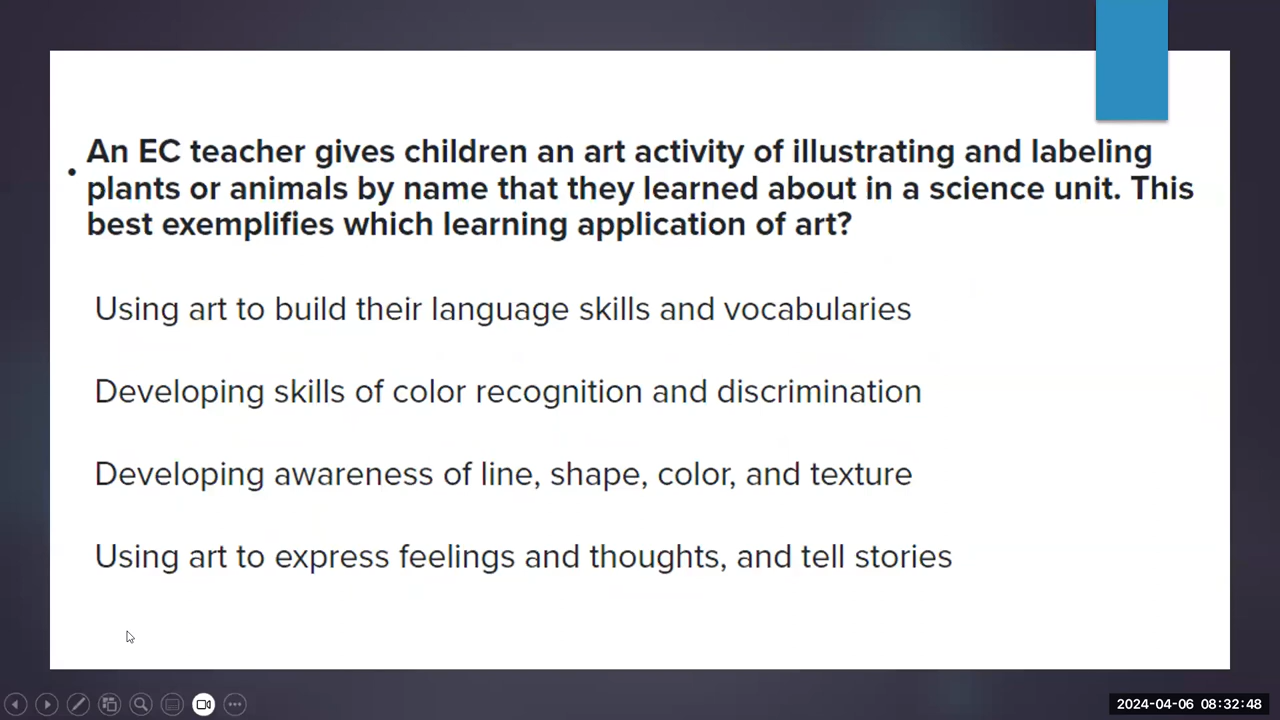 • An EC teacher gives children an art activity of illustrating and labeling
plants or animals by name that they learned about in a science unit. This
best exemplifies which learning application of art?
Using art to build their language skills and vocabularies
Developing skills of color recognition and discrimination
Developing awareness of line, shape, color, and texture
Using art to express feelings and thoughts, and tell stories
2024-04-06 08:32:48